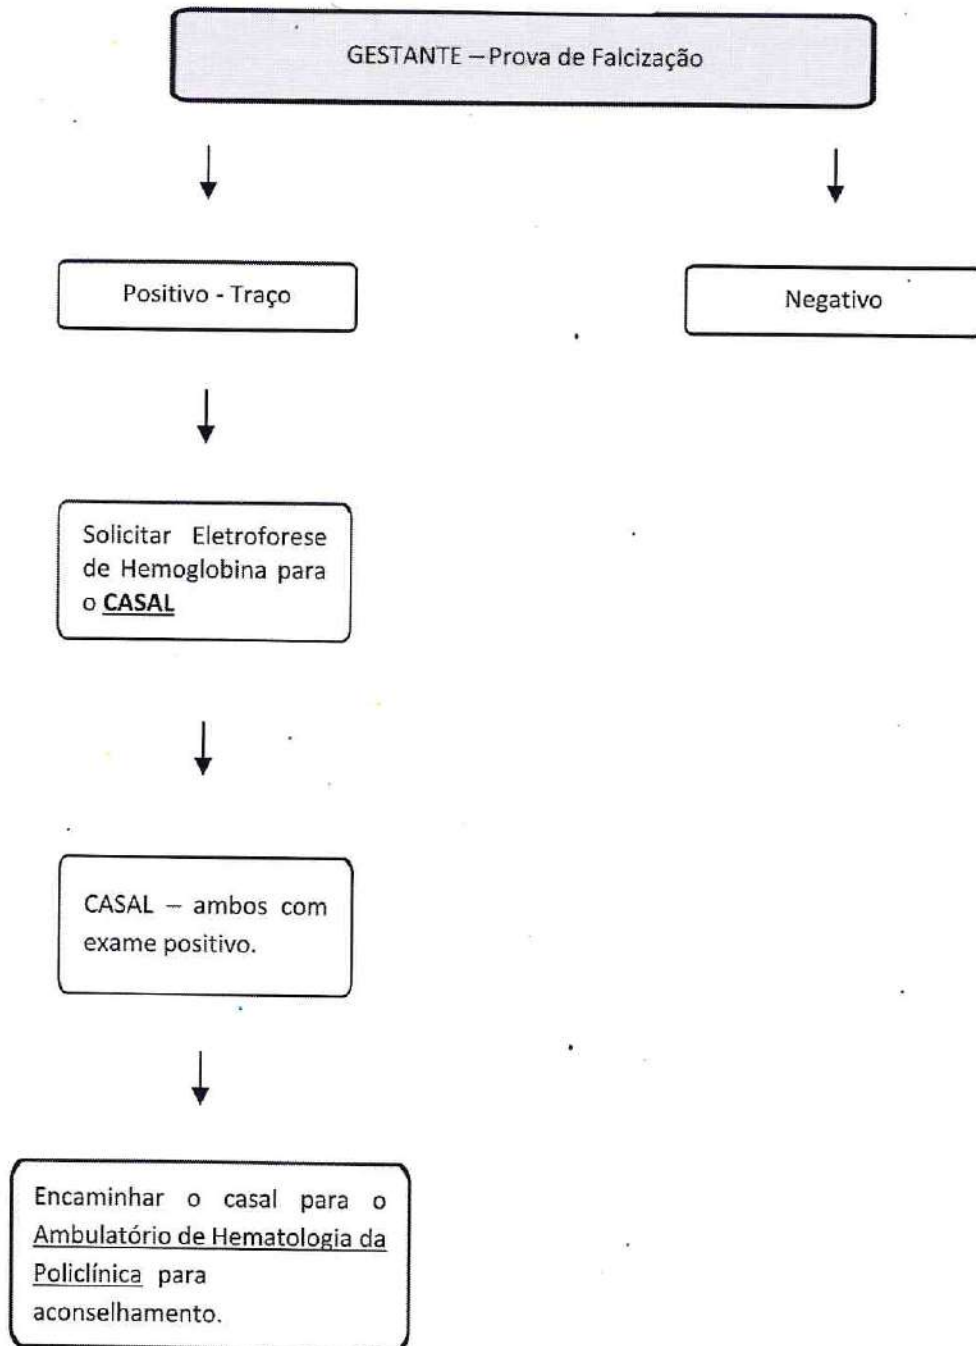 GESTANTE – Prova de Falcização
Positivo - Traço
Negativo
Solicitar Eletroforese
de Hemoglobina para
o CASAL
CASAL – ambos com
exame positivo.
Encaminhar o casal para o
Ambulatório de Hematologia da
Policlínica para
aconselhamento.